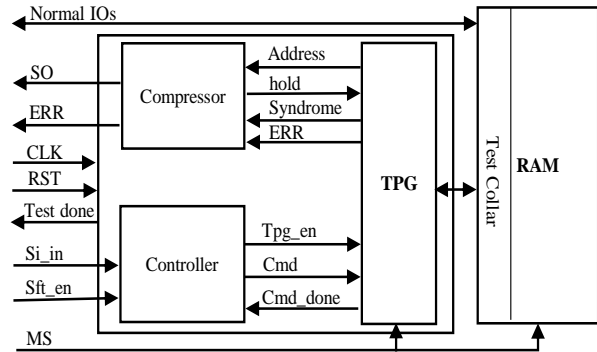 Normal IOs
SO
ERR
CLK
RST
Test done
Si_in
Sft_en
MS
Compressor
Address
hold
Syndrome
ERR
Controller
Tpg_en
Cmd
Cmd_done
TPG
Test Collar
RAM